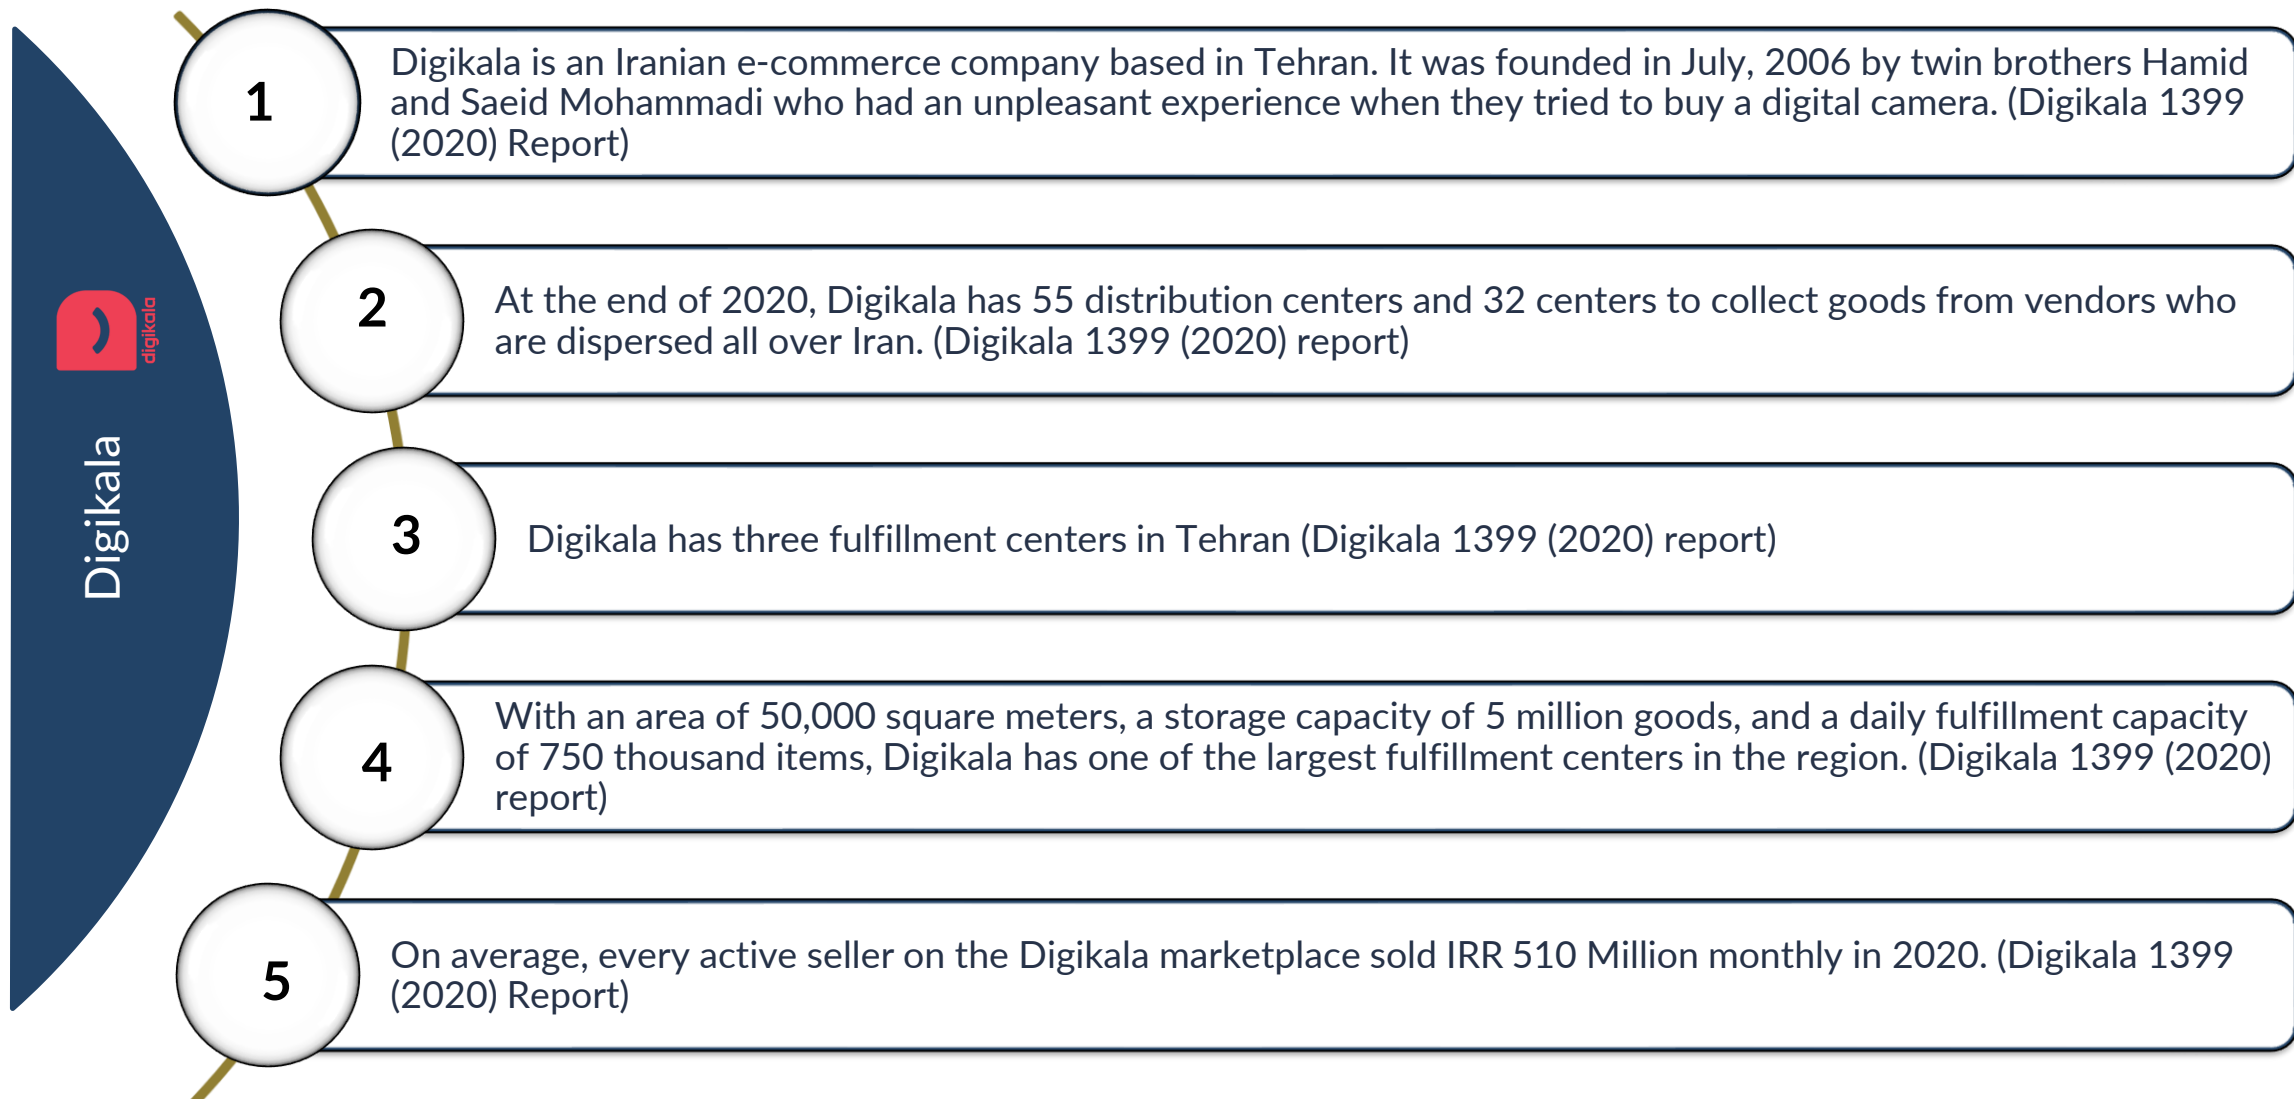 1
Digikala is an Iranian e-commerce company based in Tehran. It was founded in July, 2006 by twin brothers Hamid
and Saeid Mohammadi who had an unpleasant experience when they tried to buy a digital camera. (Digikala 1399
(2020) Report)
2
At the end of 2020, Digikala has 55 distribution centers and 32 centers to collect goods from vendors who
are dispersed all over Iran. (Digikala 1399 (2020) report)
digikala
Digikala
3
Digikala has three fulfillment centers in Tehran (Digikala 1399 (2020) report)
4
With an area of 50,000 square meters, a storage capacity of 5 million goods, and a daily fulfillment capacity
of 750 thousand items, Digikala has one of the largest fulfillment centers in the region. (Digikala 1399 (2020)
report)
5
On average, every active seller on the Digikala marketplace sold IRR 510 Million monthly in 2020. (Digikala 1399
(2020) Report)